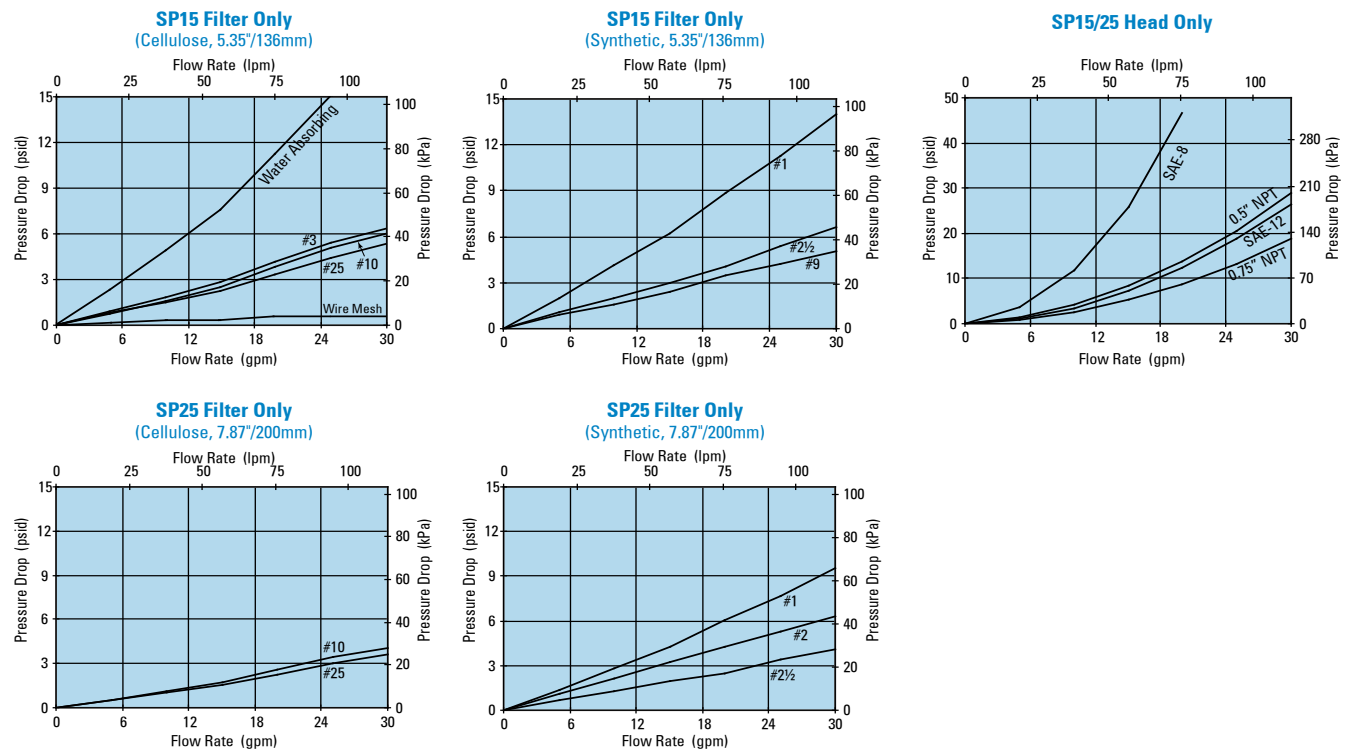 SP15 Filter Only
(Cellulose, 5.35"/136mm)
Flow Rate (lpm)
0 25 50 75 100
15
12
9
6
3
0
Pressure Drop (psid)
100
80
60
40
20
0
Pressure Drop (kPa)
Water Absorbing
#3
#10
#25
Wire Mesh
0 6 12 18 24 30
Flow Rate (gpm)
SP15 Filter Only
(Synthetic, 5.35"/136mm)
Flow Rate (lpm)
0 25 50 75 100
15
12
9
6
3
0
Pressure Drop (psid)
100
80
60
40
20
0
Pressure Drop (kPa)
#1
#2½
#9
0 6 12 18 24 30
Flow Rate (gpm)
SP15/25 Head Only
Flow Rate (lpm)
0 25 50 75 100
50
40
30
20
10
0
Pressure Drop (psid)
280
210
140
70
0
Pressure Drop (kPa)
SAE-8
0.5" NPT
SAE-12
0.75" NPT
0 6 12 18 24 30
Flow Rate (gpm)
SP25 Filter Only
(Cellulose, 7.87"/200mm)
Flow Rate (lpm)
0 25 50 75 100
15
12
9
6
3
0
Pressure Drop (psid)
100
80
60
40
20
0
Pressure Drop (kPa)
#10
#25
0 6 12 18 24 30
Flow Rate (gpm)
SP25 Filter Only
(Synthetic, 7.87"/200mm)
Flow Rate (lpm)
0 25 50 75 100
15
12
9
6
3
0
Pressure Drop (psid)
100
80
60
40
20
0
Pressure Drop (kPa)
#1
#2
#2½
0 6 12 18 24 30
Flow Rate (gpm)